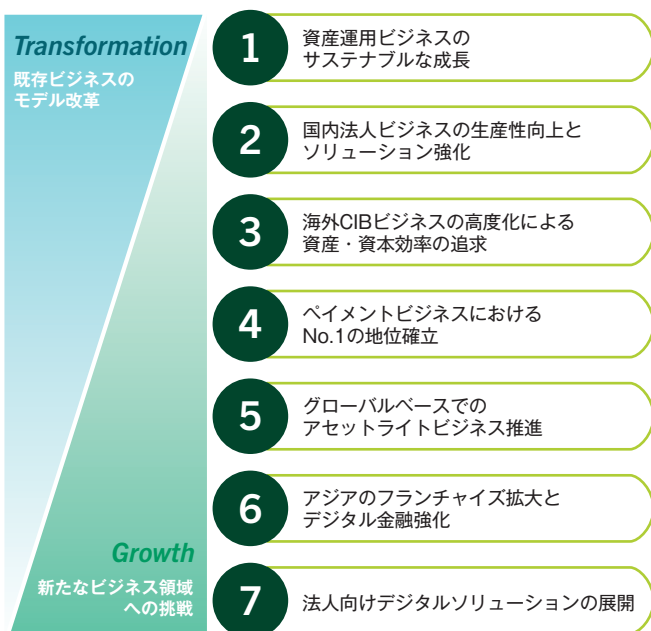 Transformation
既存ビジネスの
モデル改革
1
資産運用ビジネスの
サステナブルな成長
2
国内法人ビジネスの生産性向上と
ソリューション強化
3
海外CIBビジネスの高度化による
資産・資本効率の追求
4
ペイメントビジネスにおける
No.1の地位確立
5
グローバルベースでの
アセットライトビジネス推進
6
アジアのフランチャイズ拡大と
デジタル金融強化
Growth
新たなビジネス領域
への挑戦
7
法人向けデジタルソリューションの展開